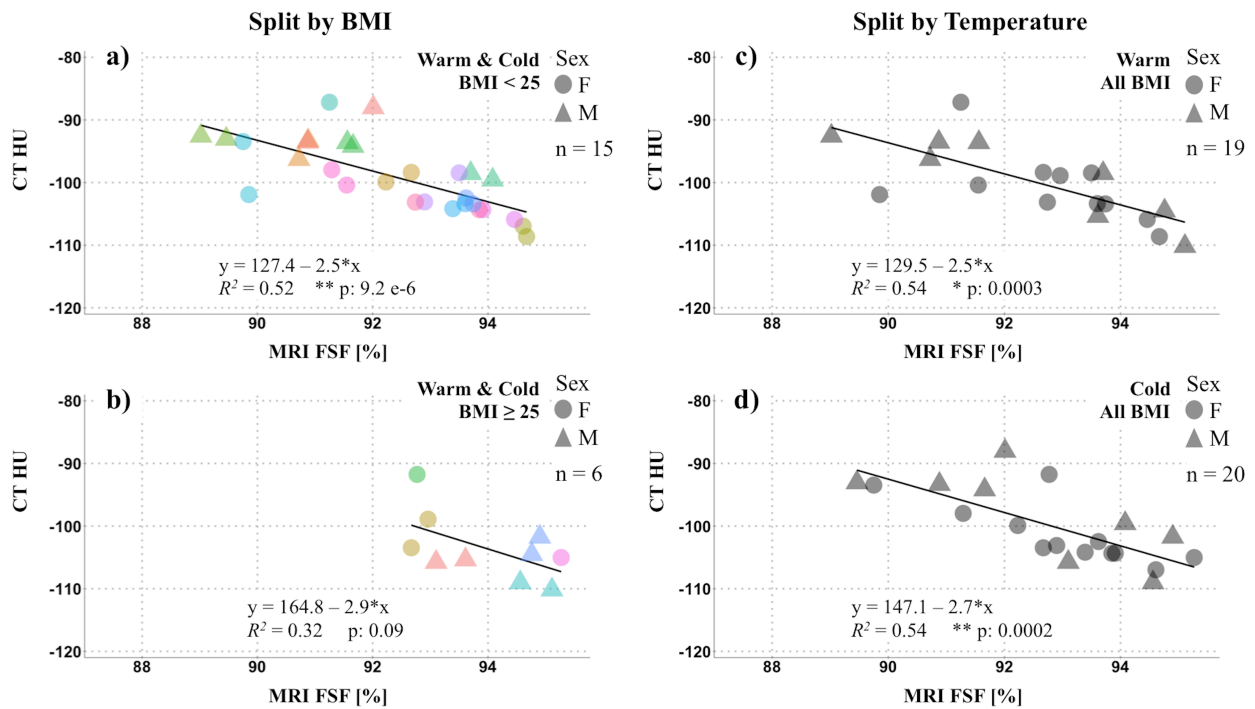 Split by BMI
Split by Temperature
a)
Warm & Cold
BMI < 25
Sex
F
M
n = 15
-80
-90
-100
-110
-120
CT HU
y = 127.4 – 2.5*x
R² = 0.52 ** p: 9.2 e-6
88 90 92 94
MRI FSF [%]
c)
Warm
All BMI
Sex
F
M
n = 19
-80
-90
-100
-110
-120
CT HU
y = 129.5 – 2.5*x
R² = 0.54 * p: 0.0003
88 90 92 94
MRI FSF [%]
b)
Warm & Cold
BMI ≥ 25
Sex
F
M
n = 6
-80
-90
-100
-110
-120
CT HU
y = 164.8 – 2.9*x
R² = 0.32 p: 0.09
88 90 92 94
MRI FSF [%]
d)
Cold
All BMI
Sex
F
M
n = 20
-80
-90
-100
-110
-120
CT HU
y = 147.1 – 2.7*x
R² = 0.54 ** p: 0.0002
88 90 92 94
MRI FSF [%]